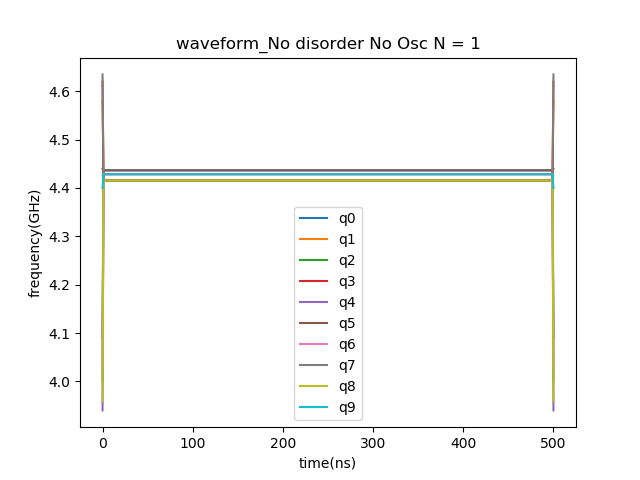 waveform_No disorder No Osc N = 1
frequency(GHz)
4.6
4.5
4.4
4.3
4.2
4.1
4.0
q0
q1
q2
q3
q4
q5
q6
q7
q8
q9
0 100 200 300 400 500
time(ns)